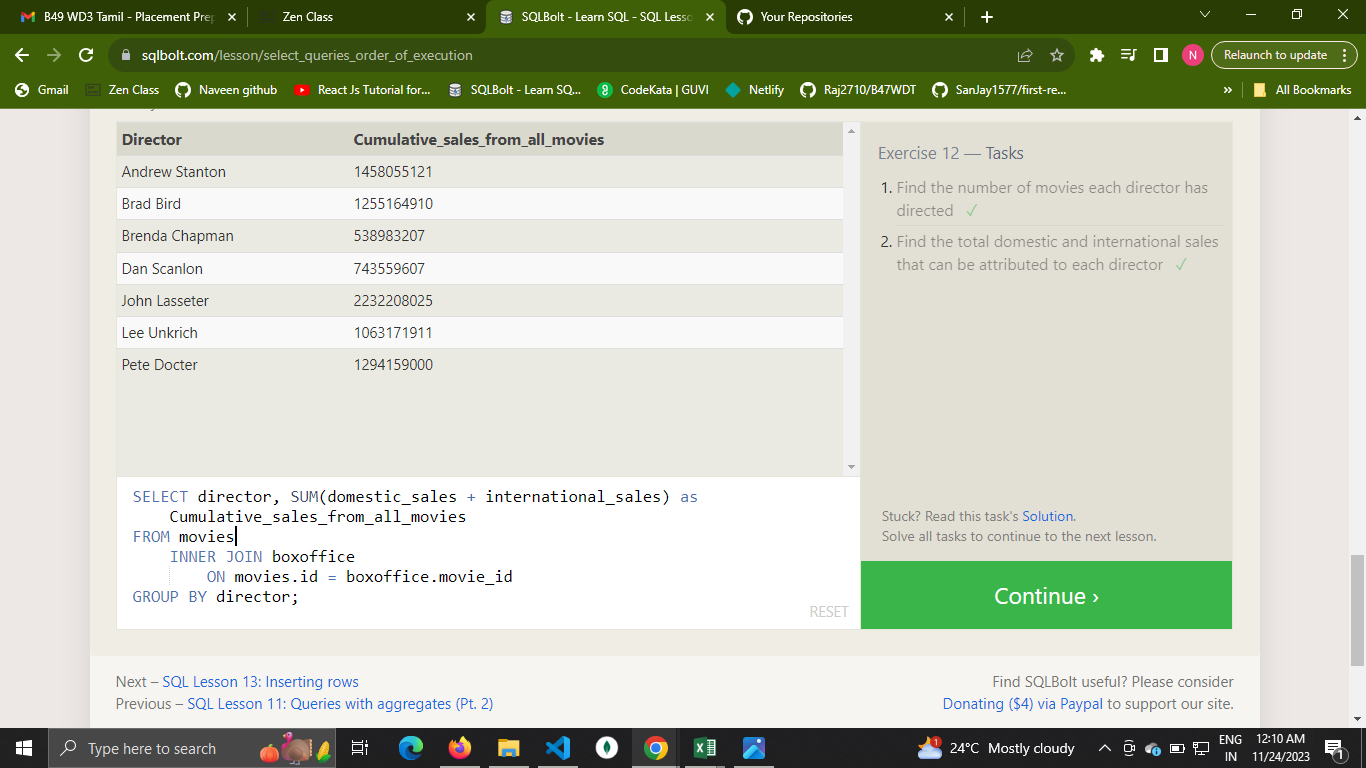 B49 WD3 Tamil - Placement Prep
Zen Class
SQLBolt - Learn SQL - SQL Lesso
Your Repositories
sqlbolt.com/lesson/select_queries_order_of_execution
N
Relaunch to update
Gmail
Zen Class
Naveen github
React Js Tutorial for...
SQLBolt - Learn SQ...
CodeKata | GUVI
Netlify
Raj2710/B47WDT
SanJay1577/first-re...
»
All Bookmarks
Director Cumulative_sales_from_all_movies
Andrew Stanton 1458055121
Brad Bird 1255164910
Brenda Chapman 538983207
Dan Scanlon 743559607
John Lasseter 2232208025
Lee Unkrich 1063171911
Pete Docter 1294159000
SELECT director, SUM(domestic_sales + international_sales) as
Cumulative_sales_from_all_movies
FROM movies
INNER JOIN boxoffice
ON movies.id = boxoffice.movie_id
GROUP BY director;
RESET
Exercise 12 — Tasks
1. Find the number of movies each director has
directed ✓
2. Find the total domestic and international sales
that can be attributed to each director ✓
Stuck? Read this task's Solution.
Solve all tasks to continue to the next lesson.
Continue ›
Next – SQL Lesson 13: Inserting rows
Previous – SQL Lesson 11: Queries with aggregates (Pt. 2)
Find SQLBolt useful? Please consider
Donating ($4) via Paypal to support our site.
Type here to search
1
24°C Mostly cloudy
ENG
IN
12:10 AM
11/24/2023
1